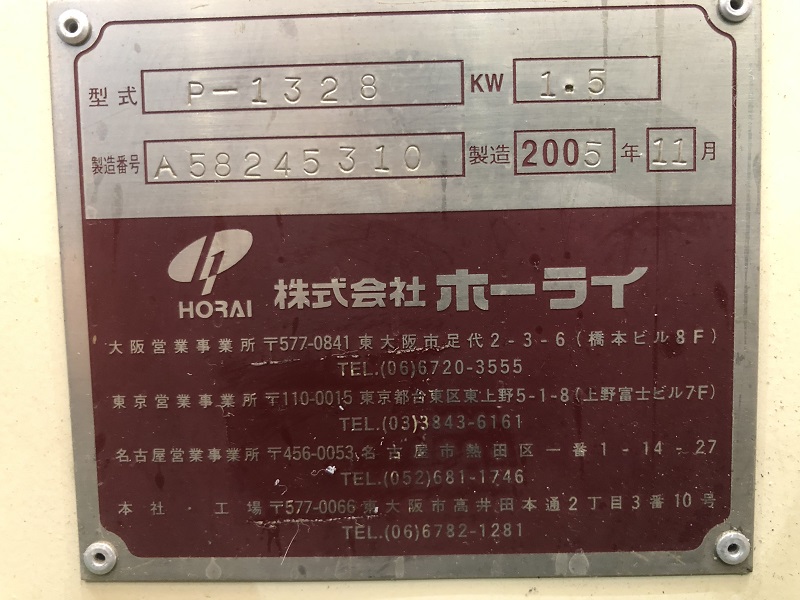 型式 P-1328 KW 1.5
製造番号 A58245310 製造 2005年 11月
HORAI 株式会社 ホーライ
大阪営業事業所 〒577-0841 東大阪市足代2-3-6(橋本ビル8F)
TEL.(06)6720-3555
東京営業事業所 〒110-0015 東京都台東区東上野5-1-8(上野富士ビル7F)
TEL.(03)3843-6161
名古屋営業事業所 〒456-0053 名古屋市熱田区一番1-14-27
TEL.(052)681-1746
本社・工場 〒577-0066 東大阪市高井田本通2丁目3番10号
TEL.(06)6782-1281